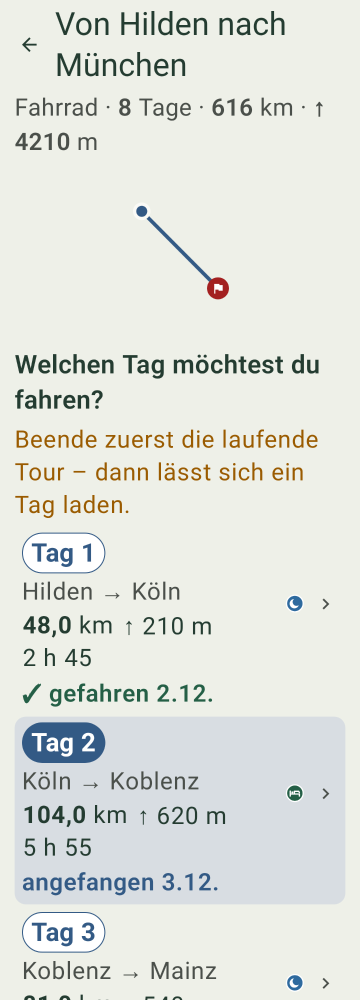 Von Hilden nach
München
Fahrrad · 8 Tage · 616 km · ↑
4210 m
Welchen Tag möchtest du
fahren?
Beende zuerst die laufende
Tour – dann lässt sich ein
Tag laden.
Tag 1
Hilden → Köln
48,0 km ↑ 210 m
2 h 45
✓ gefahren 2.12.
Tag 2
Köln → Koblenz
104,0 km ↑ 620 m
5 h 55
angefangen 3.12.
Tag 3
Koblenz → Mainz